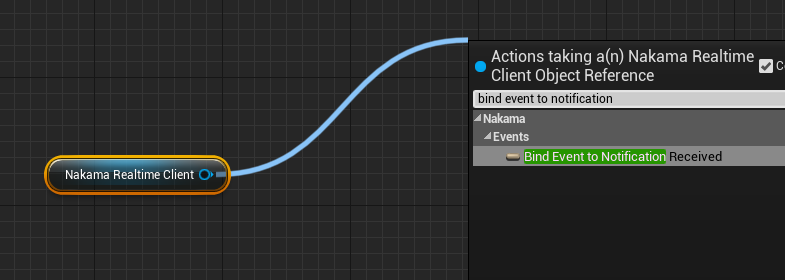 Actions taking a(n) Nakama Realtime
Client Object Reference
Co
bind event to notification
Nakama
Events
Bind Event to Notification Received
Nakama Realtime Client